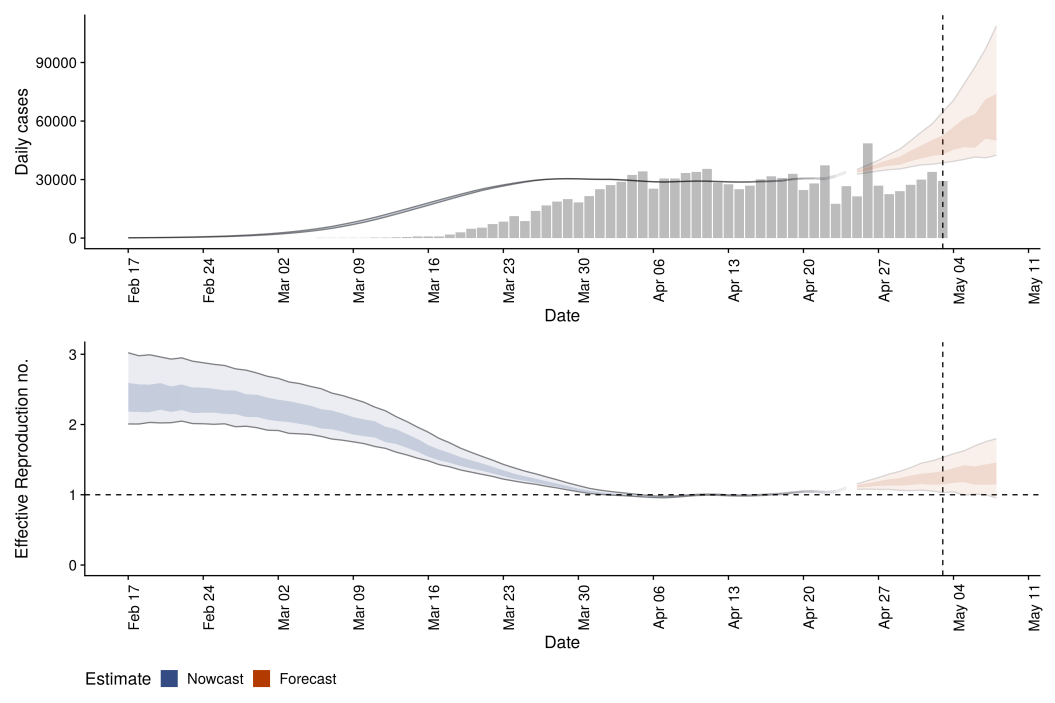 Daily cases
90000
60000
30000
0
Feb 17
Feb 24
Mar 02
Mar 09
Mar 16
Mar 23
Mar 30
Apr 06
Apr 13
Apr 20
Apr 27
May 04
May 11
Date
Effective Reproduction no.
3
2
1
0
Feb 17
Feb 24
Mar 02
Mar 09
Mar 16
Mar 23
Mar 30
Apr 06
Apr 13
Apr 20
Apr 27
May 04
May 11
Date
Estimate Nowcast Forecast